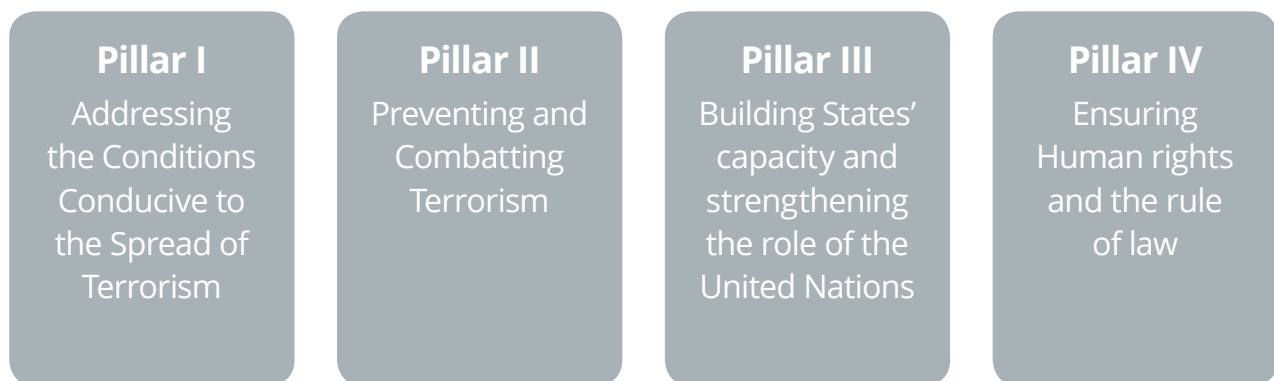 Pillar I
Addressing
the Conditions
Conducive to
the Spread of
Terrorism
Pillar II
Preventing and
Combatting
Terrorism
Pillar III
Building States’
capacity and
strengthening
the role of the
United Nations
Pillar IV
Ensuring
Human rights
and the rule
of law